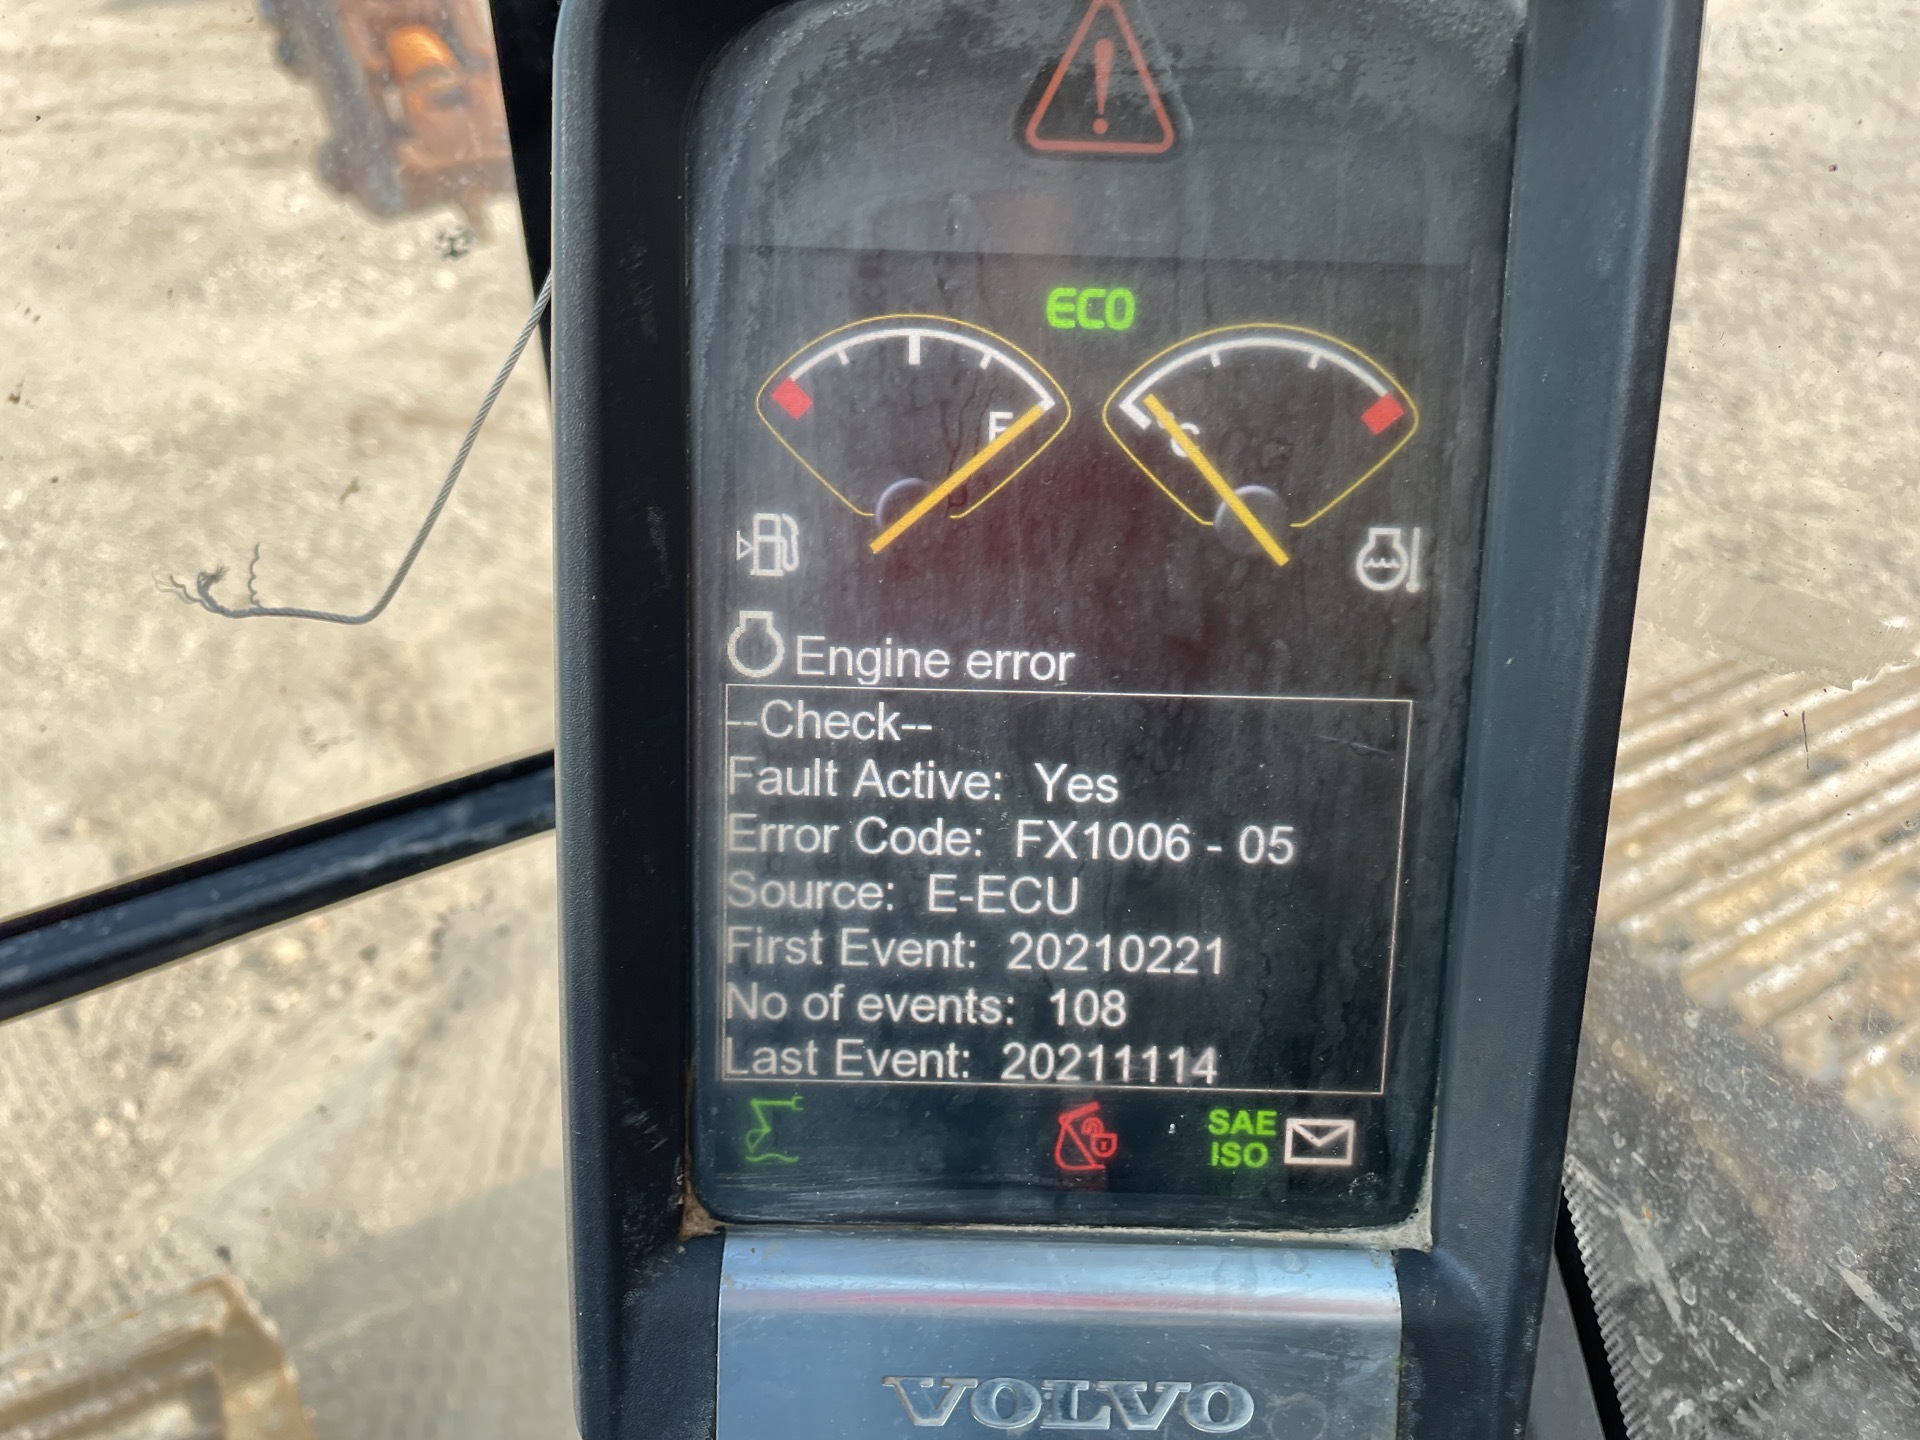 ECO
F
C
Engine error
--Check--
Fault Active: Yes
Error Code: FX1006 - 05
Source: E-ECU
First Event: 20210221
No of events: 108
Last Event: 20211114
SAE
ISO
VOLVO